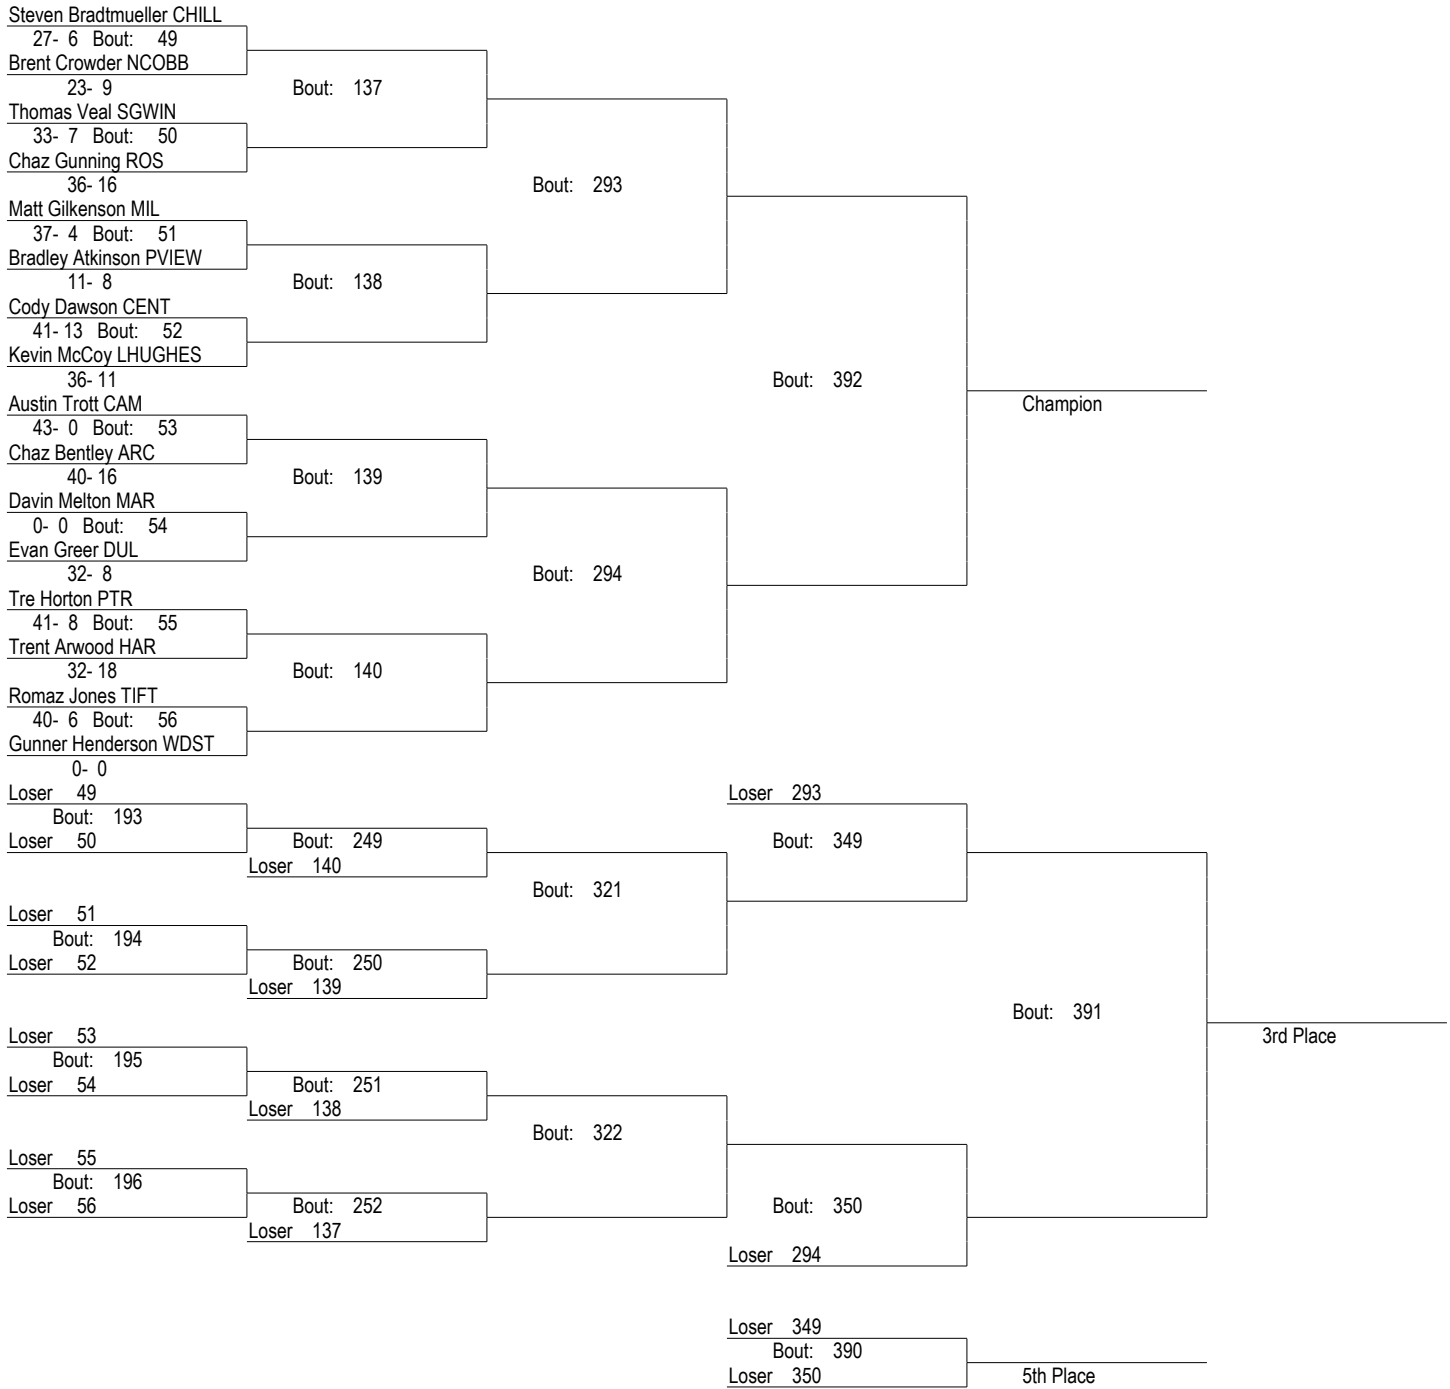 Steven Bradtmueller CHILL
27- 6 Bout: 49
Brent Crowder NCOBB
23- 9
Bout: 137
Thomas Veal SGWIN
33- 7 Bout: 50
Chaz Gunning ROS
36- 16
Bout: 293
Matt Gilkenson MIL
37- 4 Bout: 51
Bradley Atkinson PVIEW
11- 8
Bout: 138
Cody Dawson CENT
41- 13 Bout: 52
Kevin McCoy LHUGHES
36- 11
Bout: 392
Champion
Austin Trott CAM
43- 0 Bout: 53
Chaz Bentley ARC
40- 16
Bout: 139
Davin Melton MAR
0- 0 Bout: 54
Evan Greer DUL
32- 8
Bout: 294
Tre Horton PTR
41- 8 Bout: 55
Trent Arwood HAR
32- 18
Bout: 140
Romaz Jones TIFT
40- 6 Bout: 56
Gunner Henderson WDST
0- 0
Loser 49
Loser 293
Bout: 193
Loser 50
Bout: 249
Bout: 349
Loser 140
Bout: 321
Loser 51
Bout: 194
Loser 52
Bout: 250
Loser 139
Bout: 391
Loser 53
3rd Place
Bout: 195
Loser 54
Bout: 251
Loser 138
Bout: 322
Loser 55
Bout: 196
Loser 56
Bout: 252
Bout: 350
Loser 137
Loser 294
Loser 349
Bout: 390
Loser 350
5th Place